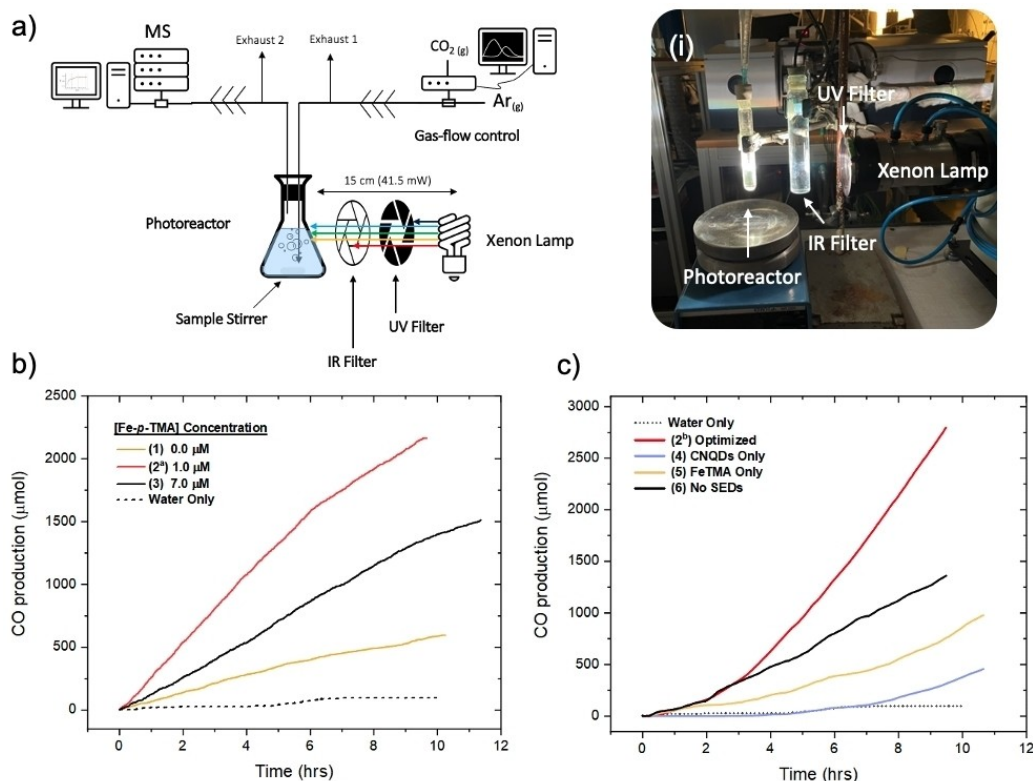 a)
MS
Exhaust 2
Exhaust 1
CO2 (g)
Ar(g)
Gas-flow control
15 cm (41.5 mW)
Photoreactor
Xenon Lamp
Sample Stirrer
UV Filter
IR Filter
(i)
UV Filter
Xenon Lamp
IR Filter
Photoreactor
b)
[Fe-p-TMA] Concentration
(1) 0.0 μM
(2ª) 1.0 μM
(3) 7.0 μM
Water Only
CO production (μmol)
2500
2000
1500
1000
500
0
0 2 4 6 8 10 12
Time (hrs)
c)
Water Only
(2ᵇ) Optimized
(4) CNQDs Only
(5) FeTMA Only
(6) No SEDs
CO production (μmol)
3000
2500
2000
1500
1000
500
0
0 2 4 6 8 10 12
Time (hrs)